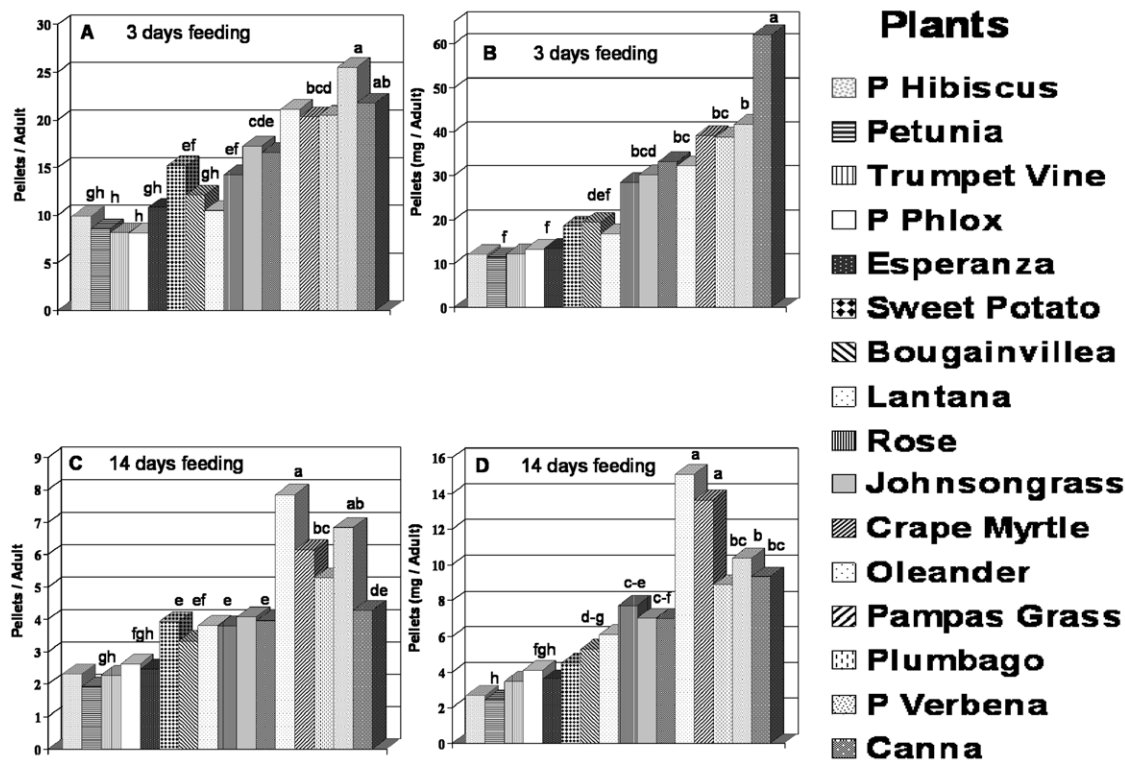 A 3 days feeding
Pellets / Adult
30
25
20
15
10
5
0
gh
h
h
gh
ef
gh
ef
cde
bcd
a
ab
B 3 days feeding
Pellets (mg / Adult)
60
50
40
30
20
10
0
f
f
def
bcd
bc
bc
b
a
C 14 days feeding
Pellets / Adult
9
8
7
6
5
4
3
2
1
0
gh
fgh
e
ef
e
e
a
bc
ab
de
D 14 days feeding
Pellets (mg / Adult)
16
14
12
10
8
6
4
2
0
h
fgh
d-g
c-e
c-f
a
a
bc
b
bc
Plants
P Hibiscus
Petunia
Trumpet Vine
P Phlox
Esperanza
Sweet Potato
Bougainvillea
Lantana
Rose
Johnsongrass
Crape Myrtle
Oleander
Pampas Grass
Plumbago
P Verbena
Canna